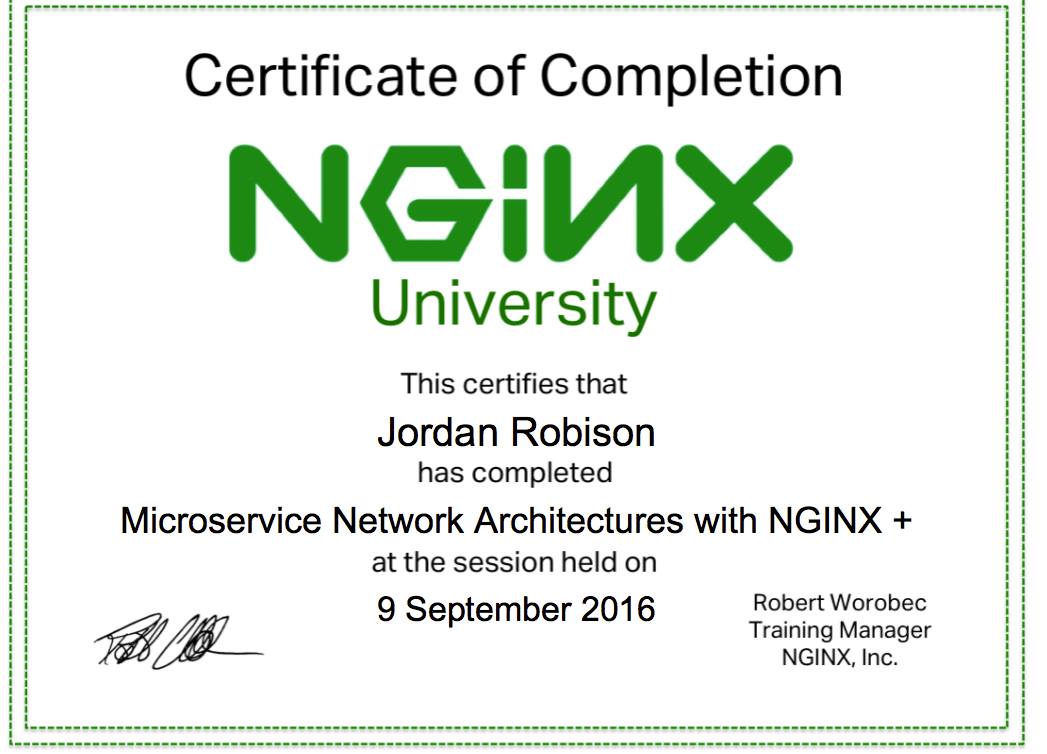 Certificate of Completion
NGINX
University
This certifies that
Jordan Robison
has completed
Microservice Network Architectures with NGINX +
at the session held on
9 September 2016
Robert Worobec
Training Manager
NGINX, Inc.